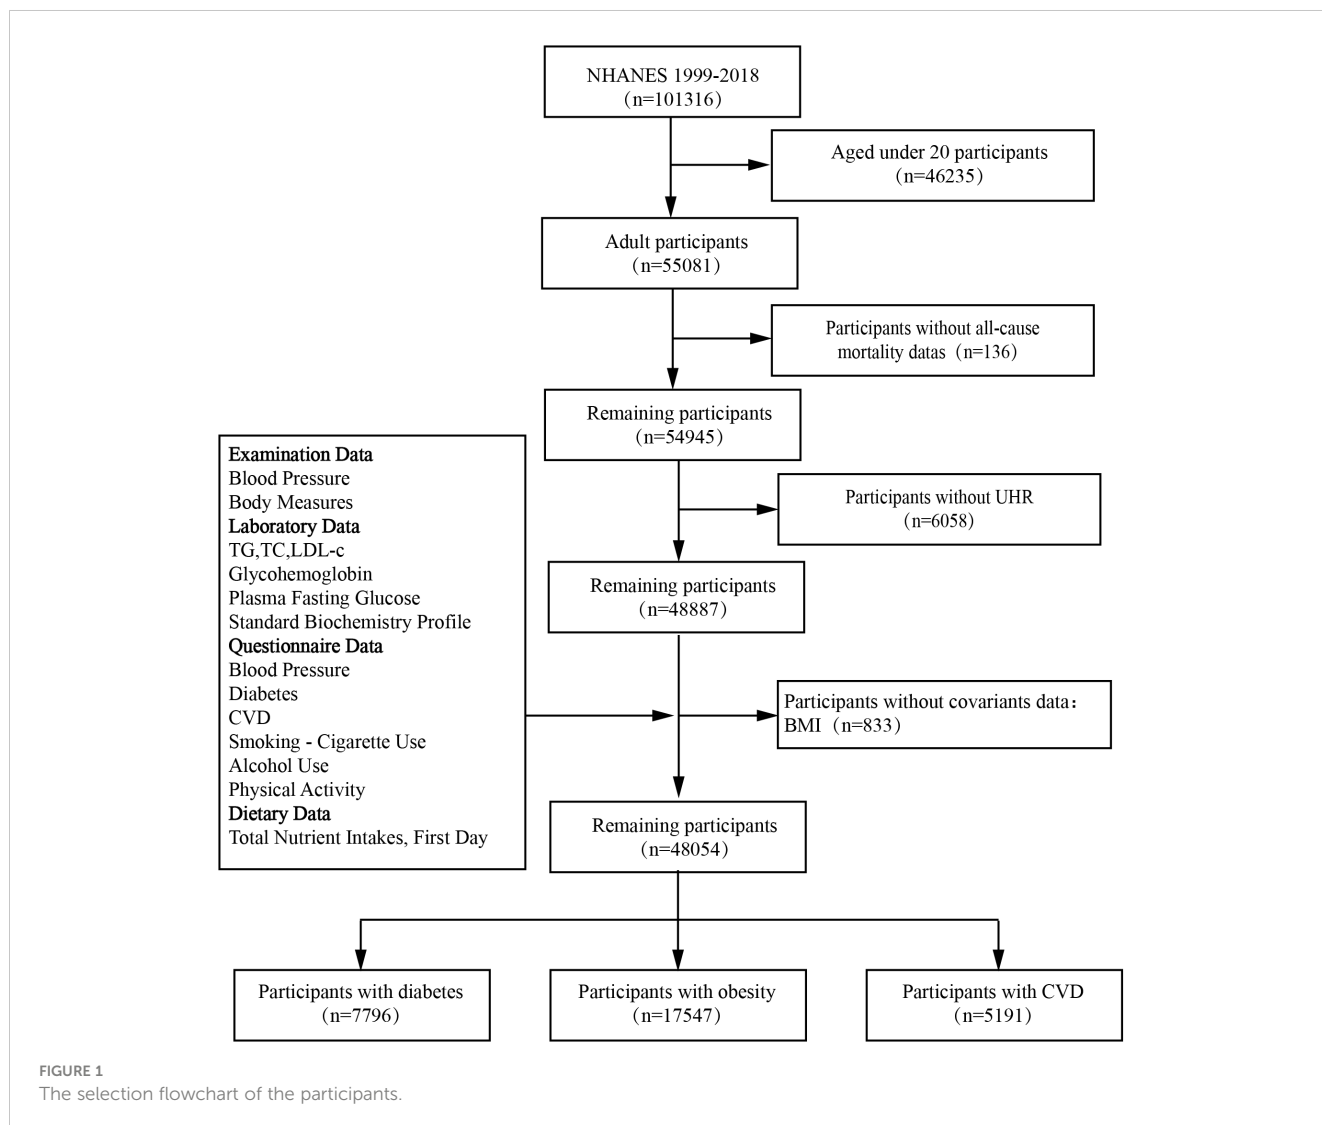 NHANES 1999-2018
（n=101316）
Aged under 20 participants
（n=46235）
Adult participants
（n=55081）
Participants without all-cause
mortality datas（n=136）
Remaining participants
（n=54945）
Participants without UHR
（n=6058）
Remaining participants
（n=48887）
Examination Data
Blood Pressure
Body Measures
Laboratory Data
TG,TC,LDL-c
Glycohemoglobin
Plasma Fasting Glucose
Standard Biochemistry Profile
Questionnaire Data
Blood Pressure
Diabetes
CVD
Smoking - Cigarette Use
Alcohol Use
Physical Activity
Dietary Data
Total Nutrient Intakes, First Day
Participants without covariants data：
BMI（n=833）
Remaining participants
（n=48054）
Participants with diabetes
（n=7796）
Participants with obesity
（n=17547）
Participants with CVD
（n=5191）
FIGURE 1
The selection flowchart of the participants.